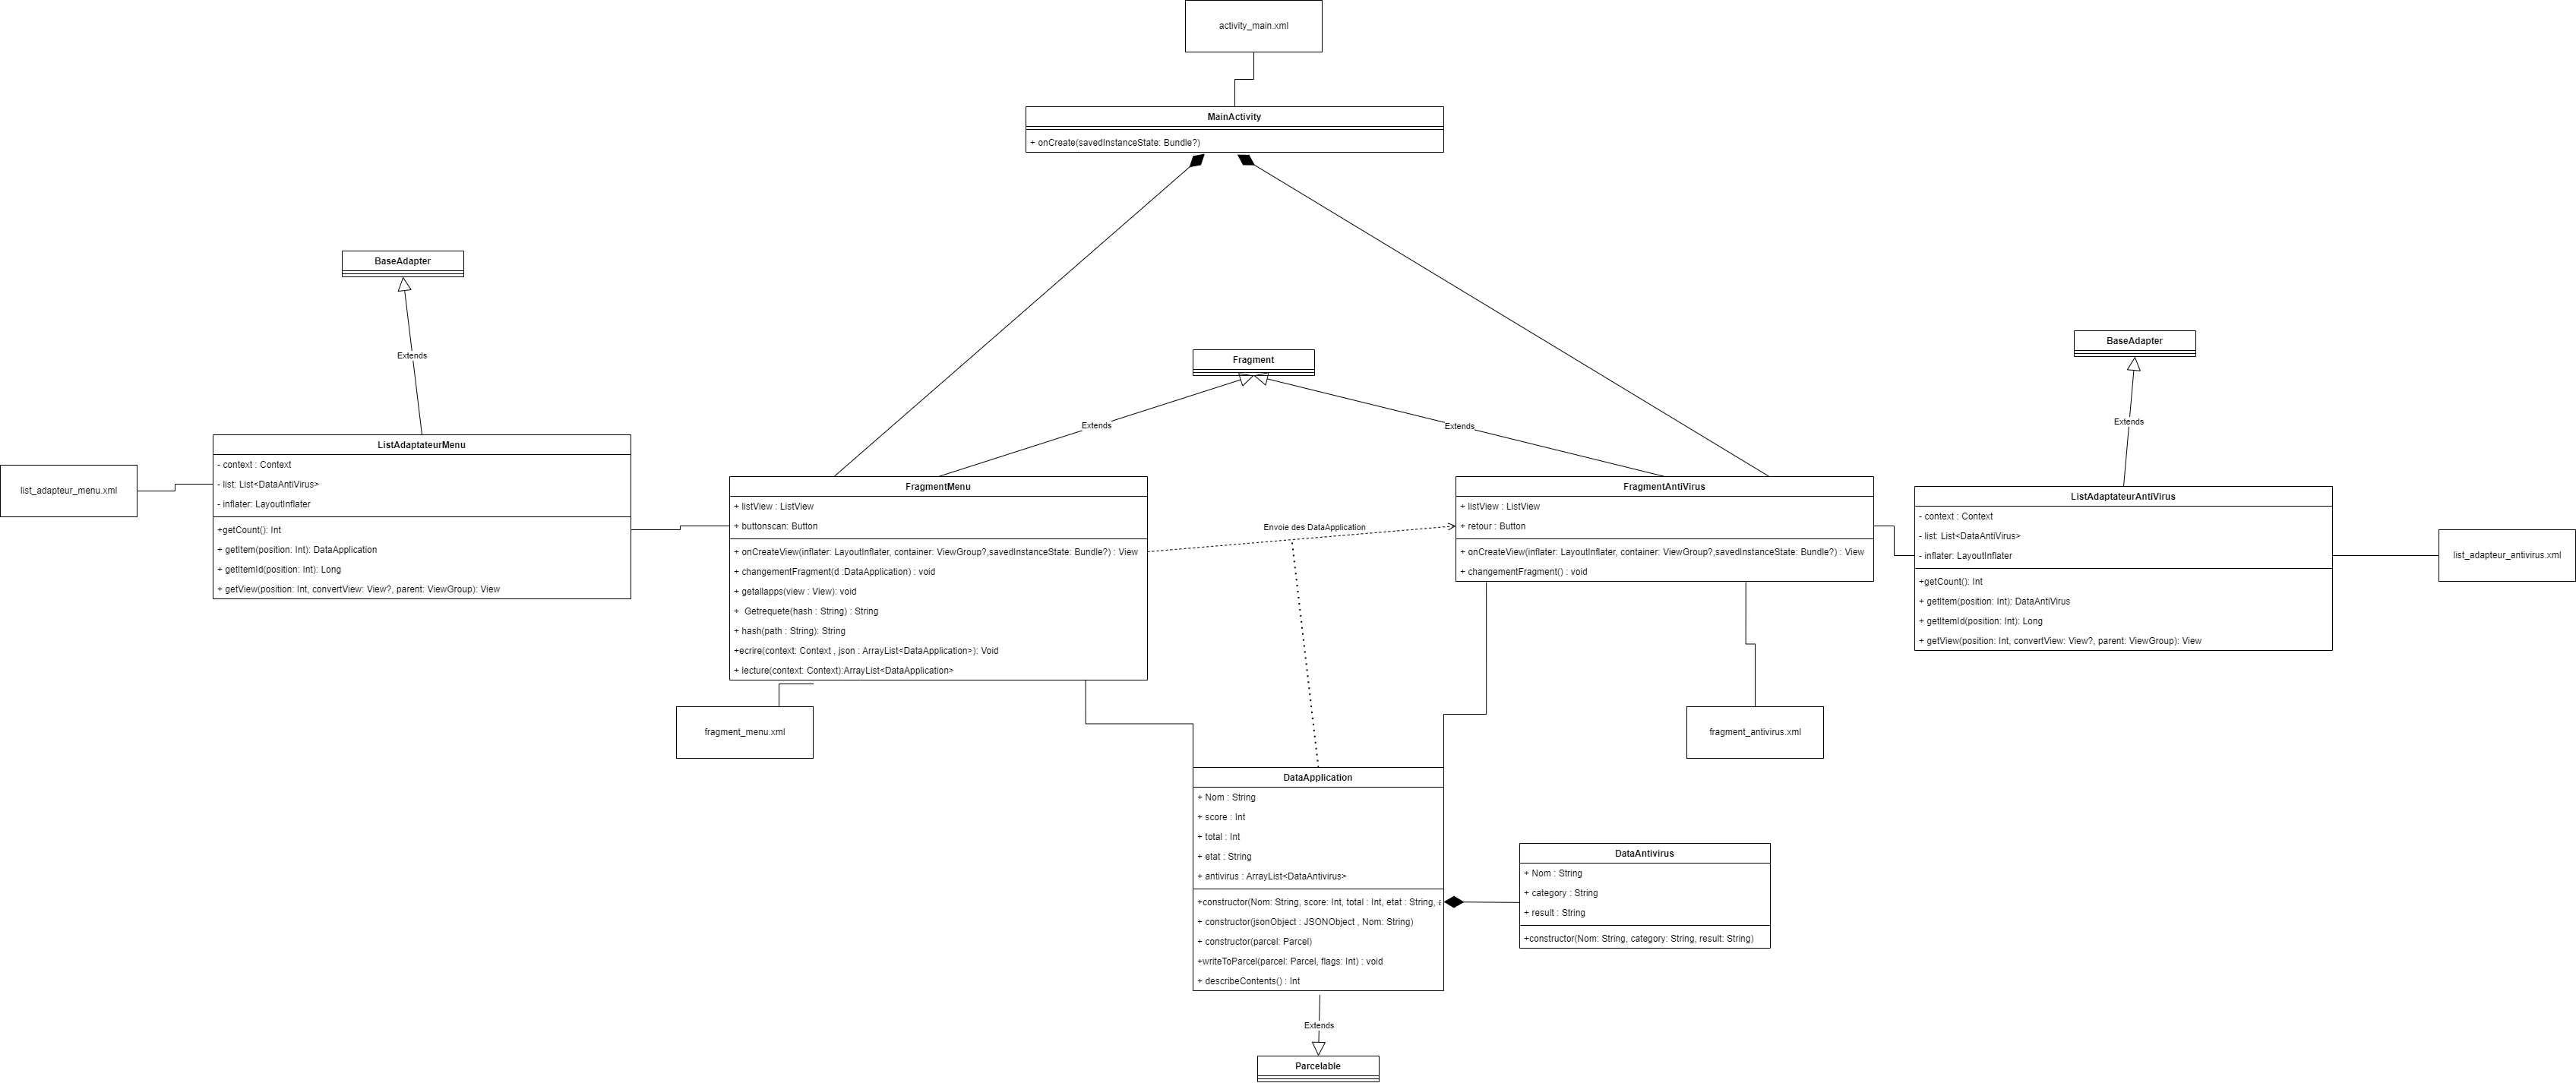 activity_main.xml
MainActivity
+ onCreate(savedInstanceState: Bundle?)
BaseAdapter
Extends
ListAdaptateurMenu
- context : Context
- list: List<DataAntiVirus>
- inflater: LayoutInflater
+getCount(): Int
+ getItem(position: Int): DataApplication
+ getItemId(position: Int): Long
+ getView(position: Int, convertView: View?, parent: ViewGroup): View
list_adapteur_menu.xml
Fragment
Extends
Extends
FragmentMenu
+ listView : ListView
+ buttonscan: Button
+ onCreateView(inflater: LayoutInflater, container: ViewGroup?,savedInstanceState: Bundle?) : View
+ changementFragment(d :DataApplication) : void
+ getallapps(view : View): void
+  Getrequete(hash : String) : String
+ hash(path : String): String
+ecrire(context: Context , json : ArrayList<DataApplication>): Void
+ lecture(context: Context):ArrayList<DataApplication>
fragment_menu.xml
Envoie des DataApplication
FragmentAntiVirus
+ listView : ListView
+ retour : Button
+ onCreateView(inflater: LayoutInflater, container: ViewGroup?,savedInstanceState: Bundle?) : View
+ changementFragment() : void
fragment_antivirus.xml
BaseAdapter
Extends
ListAdaptateurAntiVirus
- context : Context
- list: List<DataAntiVirus>
- inflater: LayoutInflater
+getCount(): Int
+ getItem(position: Int): DataAntiVirus
+ getItemId(position: Int): Long
+ getView(position: Int, convertView: View?, parent: ViewGroup): View
list_adapteur_antivirus.xml
DataApplication
+ Nom : String
+ score : Int
+ total : Int
+ etat : String
+ antivirus : ArrayList<DataAntivirus>
+constructor(Nom: String, score: Int, total : Int, etat : String,
+ constructor(jsonObject : JSONObject , Nom: String)
+ constructor(parcel: Parcel)
+writeToParcel(parcel: Parcel, flags: Int) : void
+ describeContents() : Int
DataAntivirus
+ Nom : String
+ category : String
+ result : String
+constructor(Nom: String, category: String, result: String)
Extends
Parcelable